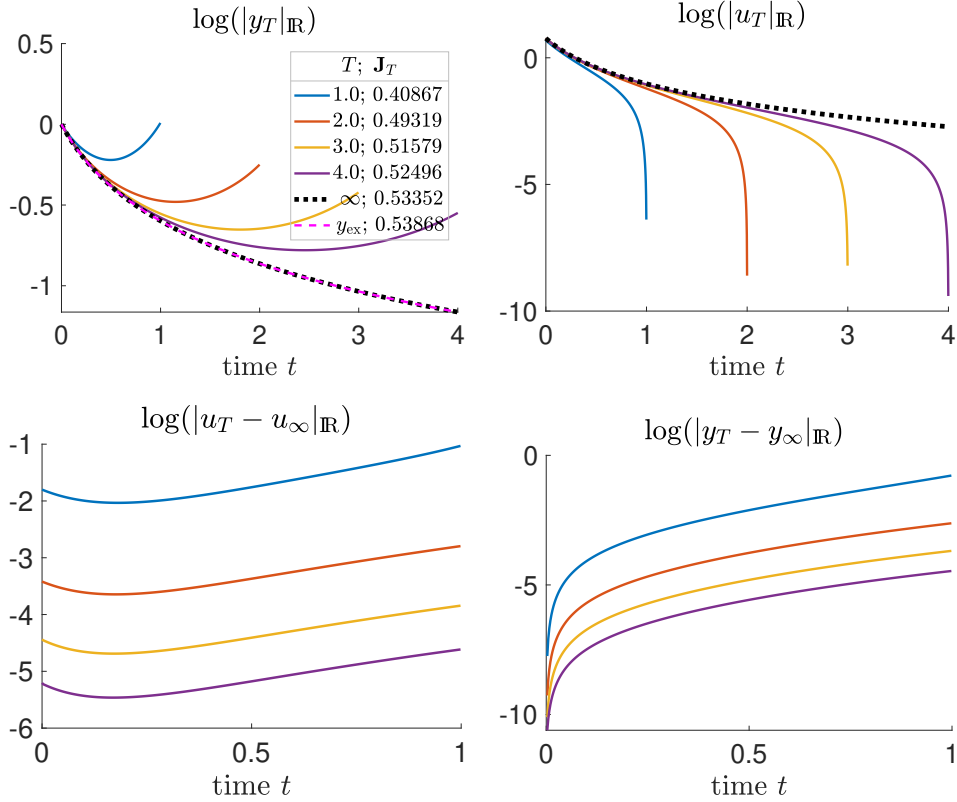 log(|y_T|_ℝ)
0.5
0
-0.5
-1
0 1 2 3 4
time t
T; J_T
1.0; 0.40867
2.0; 0.49319
3.0; 0.51579
4.0; 0.52496
∞; 0.53352
y_ex; 0.53868
log(|u_T|_ℝ)
0
-5
-10
0 1 2 3 4
time t
log(|u_T − u_∞|_ℝ)
-1
-2
-3
-4
-5
-6
0 0.5 1
time t
log(|y_T − y_∞|_ℝ)
0
-5
-10
0 0.5 1
time t